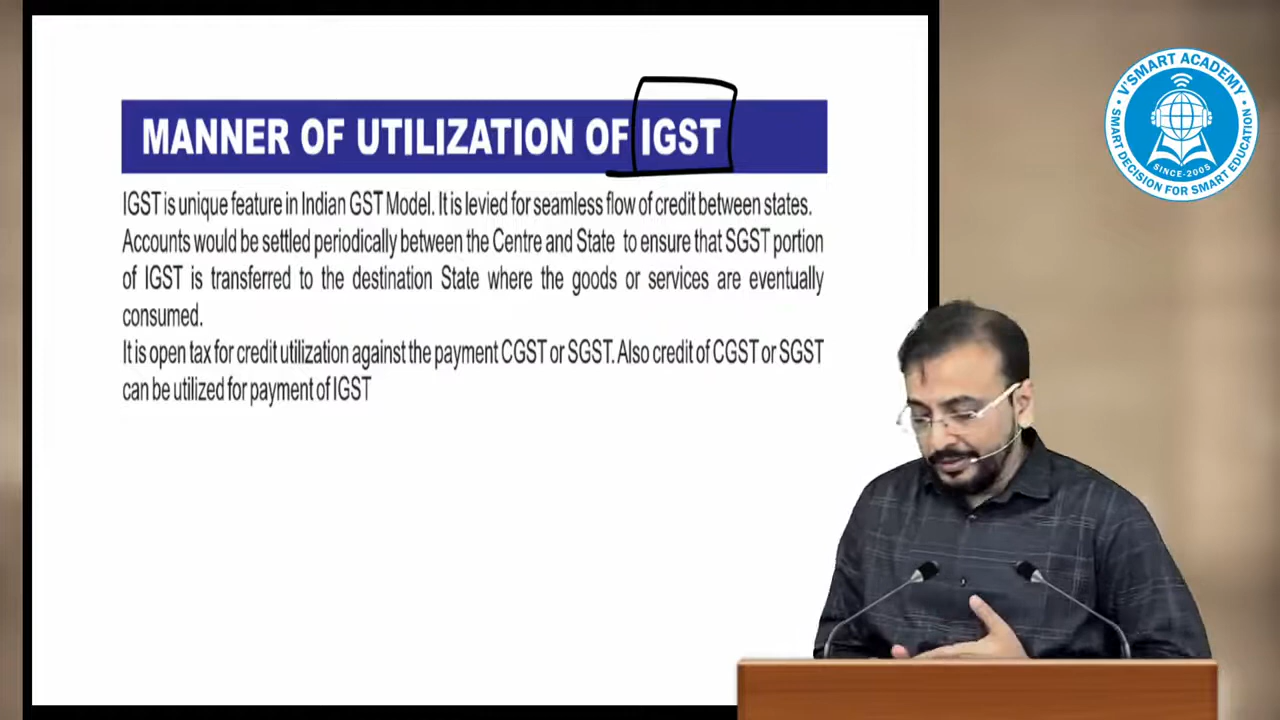 MANNER OF UTILIZATION OF IGST
IGST is unique feature in Indian GST Model. It is levied for seamless flow of credit between states.
Accounts would be settled periodically between the Centre and State to ensure that SGST portion
of IGST is transferred to the destination State where the goods or services are eventually
consumed.
It is open tax for credit utilization against the payment CGST or SGST. Also credit of CGST or SGST
can be utilized for payment of IGST
V'SMART ACADEMY
SINCE-2005
SMART DECISION FOR SMART EDUCATION